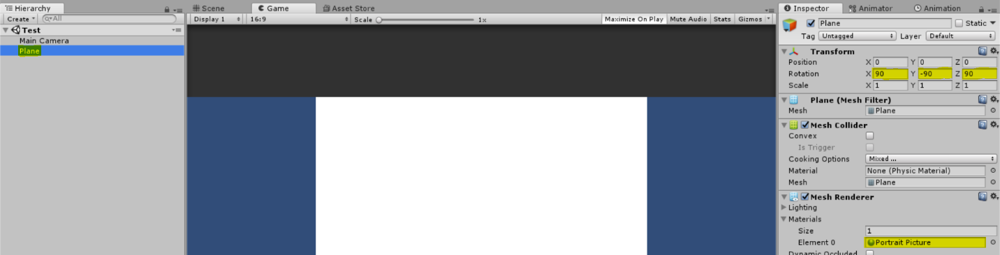 Hierarchy
Create
All
Test
Main Camera
Plane
Scene
Game
Asset Store
Display 1
16:9
Scale
1x
Maximize On Play
Mute Audio
Stats
Gizmos
Inspector
Animator
Animation
Plane
Static
Tag Untagged
Layer Default
Transform
Position X 0 Y 0 Z 0
Rotation X 90 Y -90 Z 90
Scale X 1 Y 1 Z 1
Plane (Mesh Filter)
Mesh Plane
Mesh Collider
Convex
Is Trigger
Cooking Options Mixed ...
Material None (Physic Material)
Mesh Plane
Mesh Renderer
Lighting
Materials
Size 1
Element 0 Portrait Picture
Dynamic Occluded